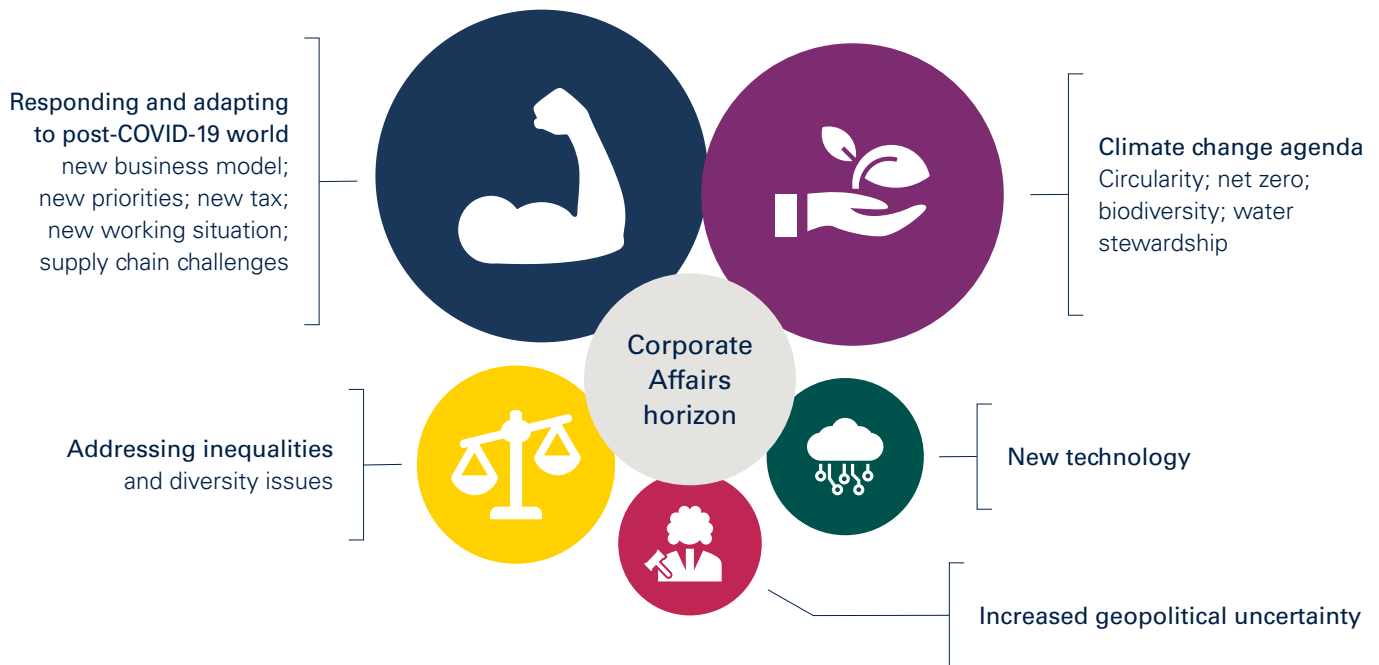 Responding and adapting
to post-COVID-19 world
new business model;
new priorities; new tax;
new working situation;
supply chain challenges
Climate change agenda
Circularity; net zero;
biodiversity; water
stewardship
Corporate
Affairs
horizon
Addressing inequalities
and diversity issues
New technology
Increased geopolitical uncertainty